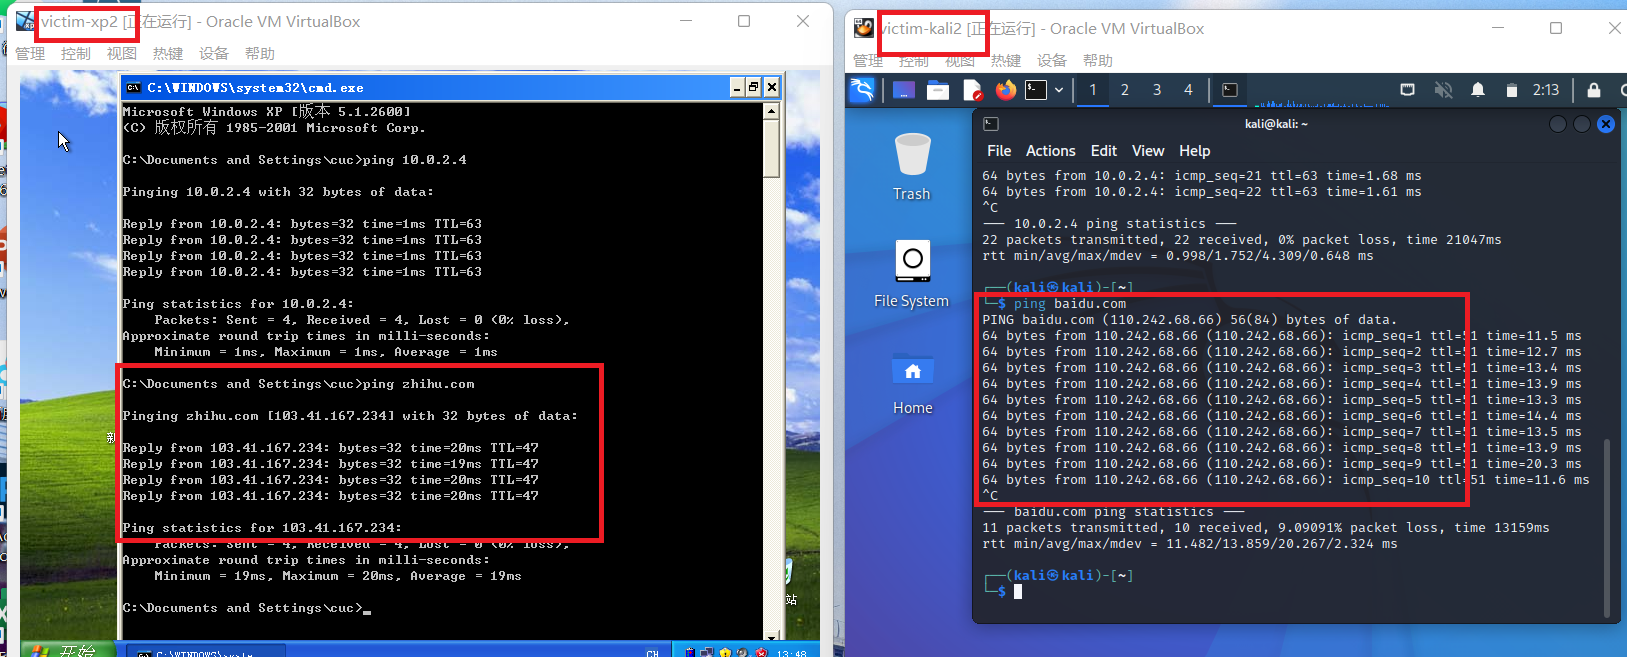 victim-xp2 [正在运行] - Oracle VM VirtualBox
管理 控制 视图 热键 设备 帮助
C:\WINDOWS\system32\cmd.exe
Microsoft Windows XP [版本 5.1.2600]
(C) 版权所有 1985-2001 Microsoft Corp.
C:\Documents and Settings\cuc>ping 10.0.2.4
Pinging 10.0.2.4 with 32 bytes of data:
Reply from 10.0.2.4: bytes=32 time=1ms TTL=63
Reply from 10.0.2.4: bytes=32 time=1ms TTL=63
Reply from 10.0.2.4: bytes=32 time=1ms TTL=63
Reply from 10.0.2.4: bytes=32 time=1ms TTL=63
Ping statistics for 10.0.2.4:
Packets: Sent = 4, Received = 4, Lost = 0 (0% loss),
Approximate round trip times in milli-seconds:
Minimum = 1ms, Maximum = 1ms, Average = 1ms
C:\Documents and Settings\cuc>ping zhihu.com
Pinging zhihu.com [103.41.167.234] with 32 bytes of data:
Reply from 103.41.167.234: bytes=32 time=20ms TTL=47
Reply from 103.41.167.234: bytes=32 time=19ms TTL=47
Reply from 103.41.167.234: bytes=32 time=20ms TTL=47
Reply from 103.41.167.234: bytes=32 time=20ms TTL=47
Ping statistics for 103.41.167.234:
Packets: Sent = 4, Received = 4, Lost = 0 (0% loss),
Approximate round trip times in milli-seconds:
Minimum = 19ms, Maximum = 20ms, Average = 19ms
C:\Documents and Settings\cuc>_
新
站
开始
C:\WINDOWS\syste...
CH
13:48
victim-kali2 [正在运行] - Oracle VM VirtualBox
管理 控制 视图 热键 设备 帮助
1 2 3 4
2:13
Trash
File System
Home
kali@kali: ~
File Actions Edit View Help
64 bytes from 10.0.2.4: icmp_seq=21 ttl=63 time=1.68 ms
64 bytes from 10.0.2.4: icmp_seq=22 ttl=63 time=1.61 ms
^C
--- 10.0.2.4 ping statistics ---
22 packets transmitted, 22 received, 0% packet loss, time 21047ms
rtt min/avg/max/mdev = 0.998/1.752/4.309/0.648 ms
┌──(kali㉿kali)-[~]
└─$ ping baidu.com
PING baidu.com (110.242.68.66) 56(84) bytes of data.
64 bytes from 110.242.68.66 (110.242.68.66): icmp_seq=1 ttl=51 time=11.5 ms
64 bytes from 110.242.68.66 (110.242.68.66): icmp_seq=2 ttl=51 time=12.7 ms
64 bytes from 110.242.68.66 (110.242.68.66): icmp_seq=3 ttl=51 time=13.4 ms
64 bytes from 110.242.68.66 (110.242.68.66): icmp_seq=4 ttl=51 time=13.9 ms
64 bytes from 110.242.68.66 (110.242.68.66): icmp_seq=5 ttl=51 time=13.3 ms
64 bytes from 110.242.68.66 (110.242.68.66): icmp_seq=6 ttl=51 time=14.4 ms
64 bytes from 110.242.68.66 (110.242.68.66): icmp_seq=7 ttl=51 time=13.5 ms
64 bytes from 110.242.68.66 (110.242.68.66): icmp_seq=8 ttl=51 time=13.9 ms
64 bytes from 110.242.68.66 (110.242.68.66): icmp_seq=9 ttl=51 time=20.3 ms
64 bytes from 110.242.68.66 (110.242.68.66): icmp_seq=10 ttl=51 time=11.6 ms
^C
--- baidu.com ping statistics ---
11 packets transmitted, 10 received, 9.09091% packet loss, time 13159ms
rtt min/avg/max/mdev = 11.482/13.859/20.267/2.324 ms
┌──(kali㉿kali)-[~]
└─$